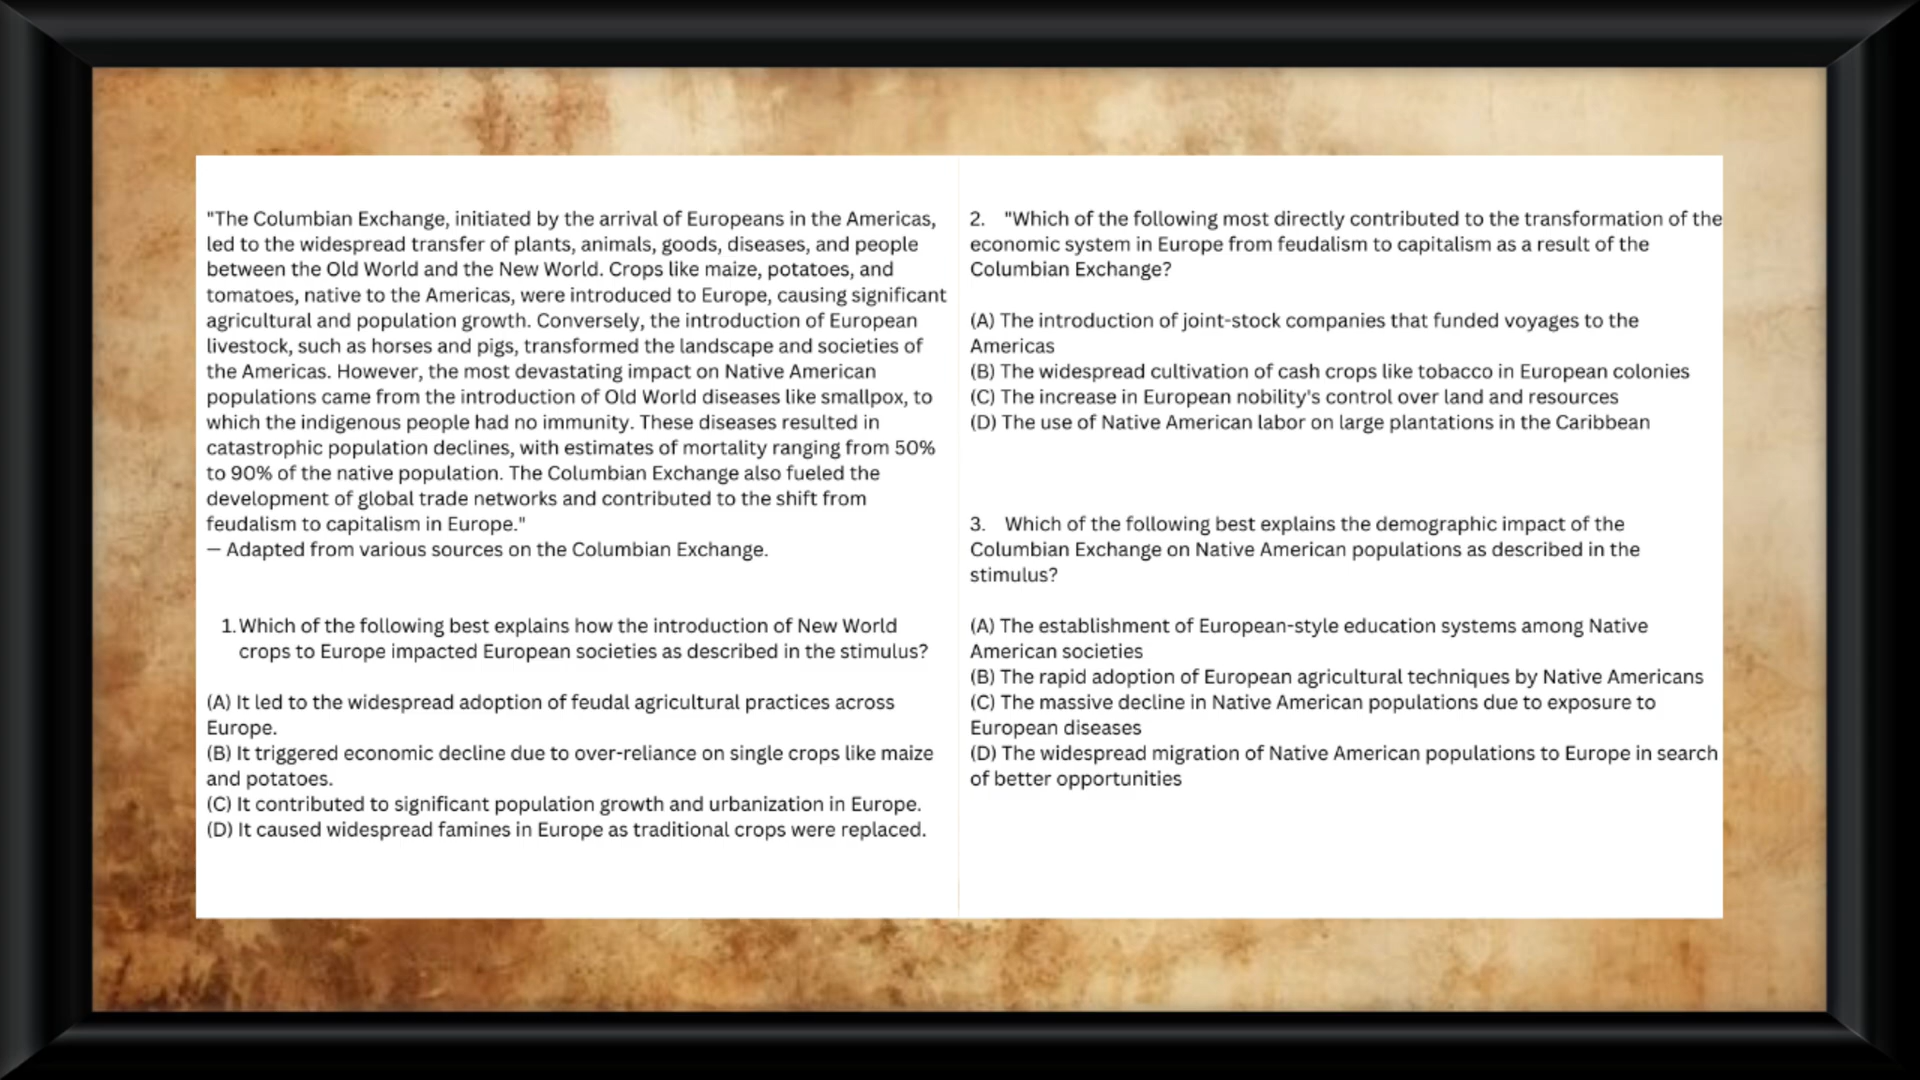 "The Columbian Exchange, initiated by the arrival of Europeans in the Americas,
led to the widespread transfer of plants, animals, goods, diseases, and people
between the Old World and the New World. Crops like maize, potatoes, and
tomatoes, native to the Americas, were introduced to Europe, causing significant
agricultural and population growth. Conversely, the introduction of European
livestock, such as horses and pigs, transformed the landscape and societies of
the Americas. However, the most devastating impact on Native American
populations came from the introduction of Old World diseases like smallpox, to
which the indigenous people had no immunity. These diseases resulted in
catastrophic population declines, with estimates of mortality ranging from 50%
to 90% of the native population. The Columbian Exchange also fueled the
development of global trade networks and contributed to the shift from
feudalism to capitalism in Europe."
— Adapted from various sources on the Columbian Exchange.
1. Which of the following best explains how the introduction of New World
crops to Europe impacted European societies as described in the stimulus?
(A) It led to the widespread adoption of feudal agricultural practices across
Europe.
(B) It triggered economic decline due to over-reliance on single crops like maize
and potatoes.
(C) It contributed to significant population growth and urbanization in Europe.
(D) It caused widespread famines in Europe as traditional crops were replaced.
2. "Which of the following most directly contributed to the transformation of the
economic system in Europe from feudalism to capitalism as a result of the
Columbian Exchange?
(A) The introduction of joint-stock companies that funded voyages to the
Americas
(B) The widespread cultivation of cash crops like tobacco in European colonies
(C) The increase in European nobility's control over land and resources
(D) The use of Native American labor on large plantations in the Caribbean
3. Which of the following best explains the demographic impact of the
Columbian Exchange on Native American populations as described in the
stimulus?
(A) The establishment of European-style education systems among Native
American societies
(B) The rapid adoption of European agricultural techniques by Native Americans
(C) The massive decline in Native American populations due to exposure to
European diseases
(D) The widespread migration of Native American populations to Europe in search
of better opportunities